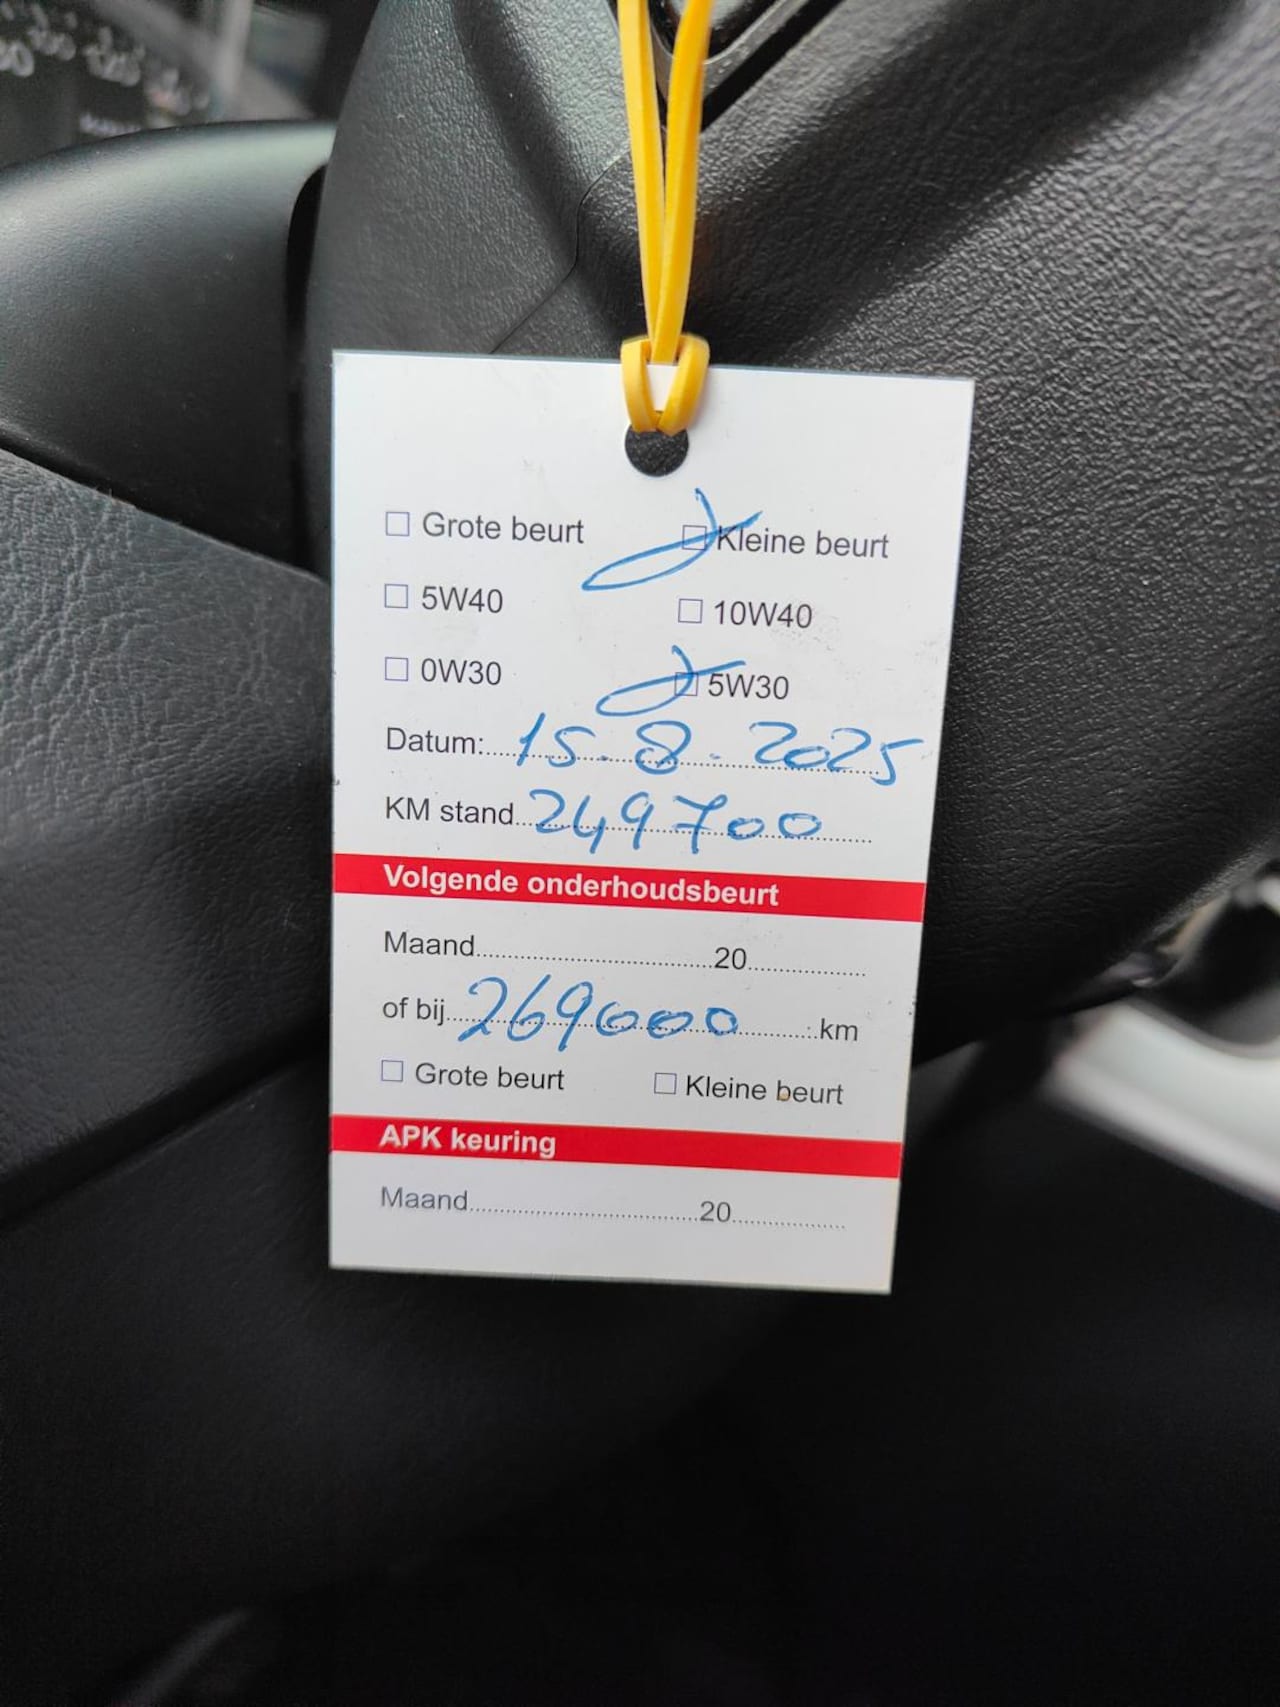 Grote beurt Kleine beurt
5W40 10W40
0W30 5W30
Datum: 15.8.2025
KM stand 249700
Volgende onderhoudsbeurt
Maand 20
of bij 269000 km
Grote beurt Kleine beurt
APK keuring
Maand 20